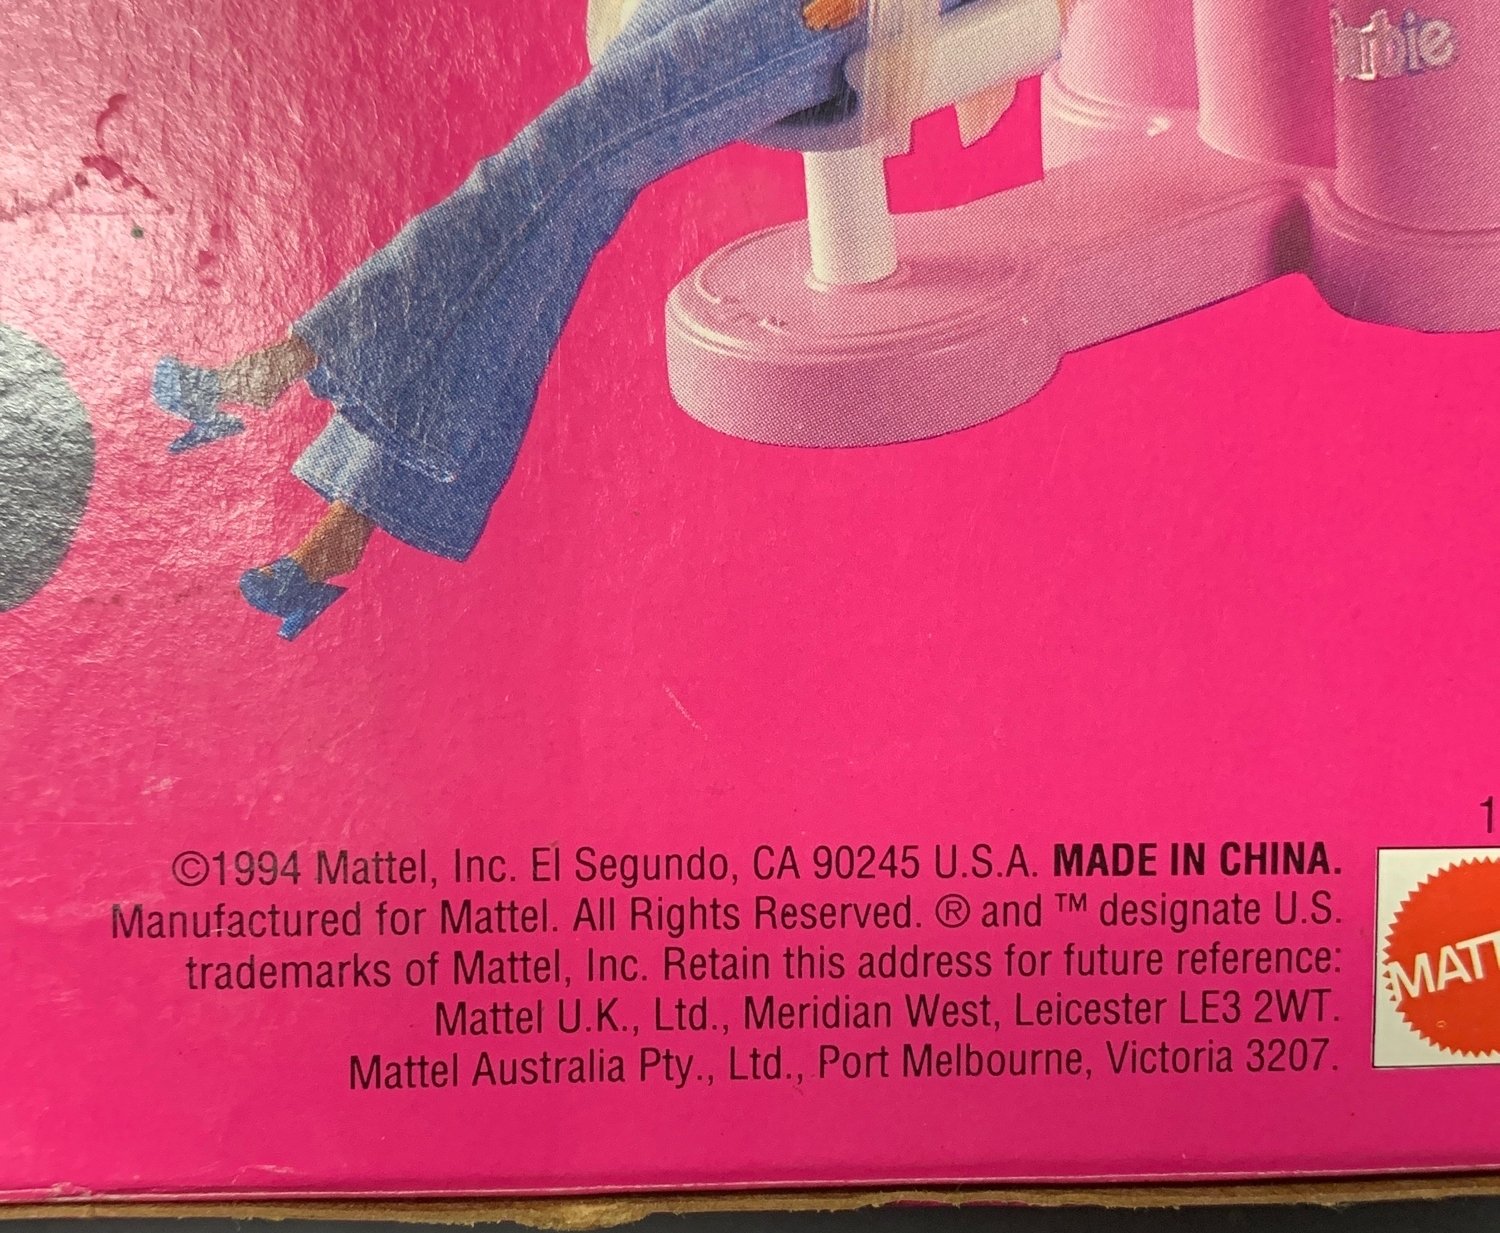 ©1994 Mattel, Inc. El Segundo, CA 90245 U.S.A. MADE IN CHINA.
Manufactured for Mattel. All Rights Reserved. ® and ™ designate U.S.
trademarks of Mattel, Inc. Retain this address for future reference:
Mattel U.K., Ltd., Meridian West, Leicester LE3 2WT.
Mattel Australia Pty., Ltd., Port Melbourne, Victoria 3207.